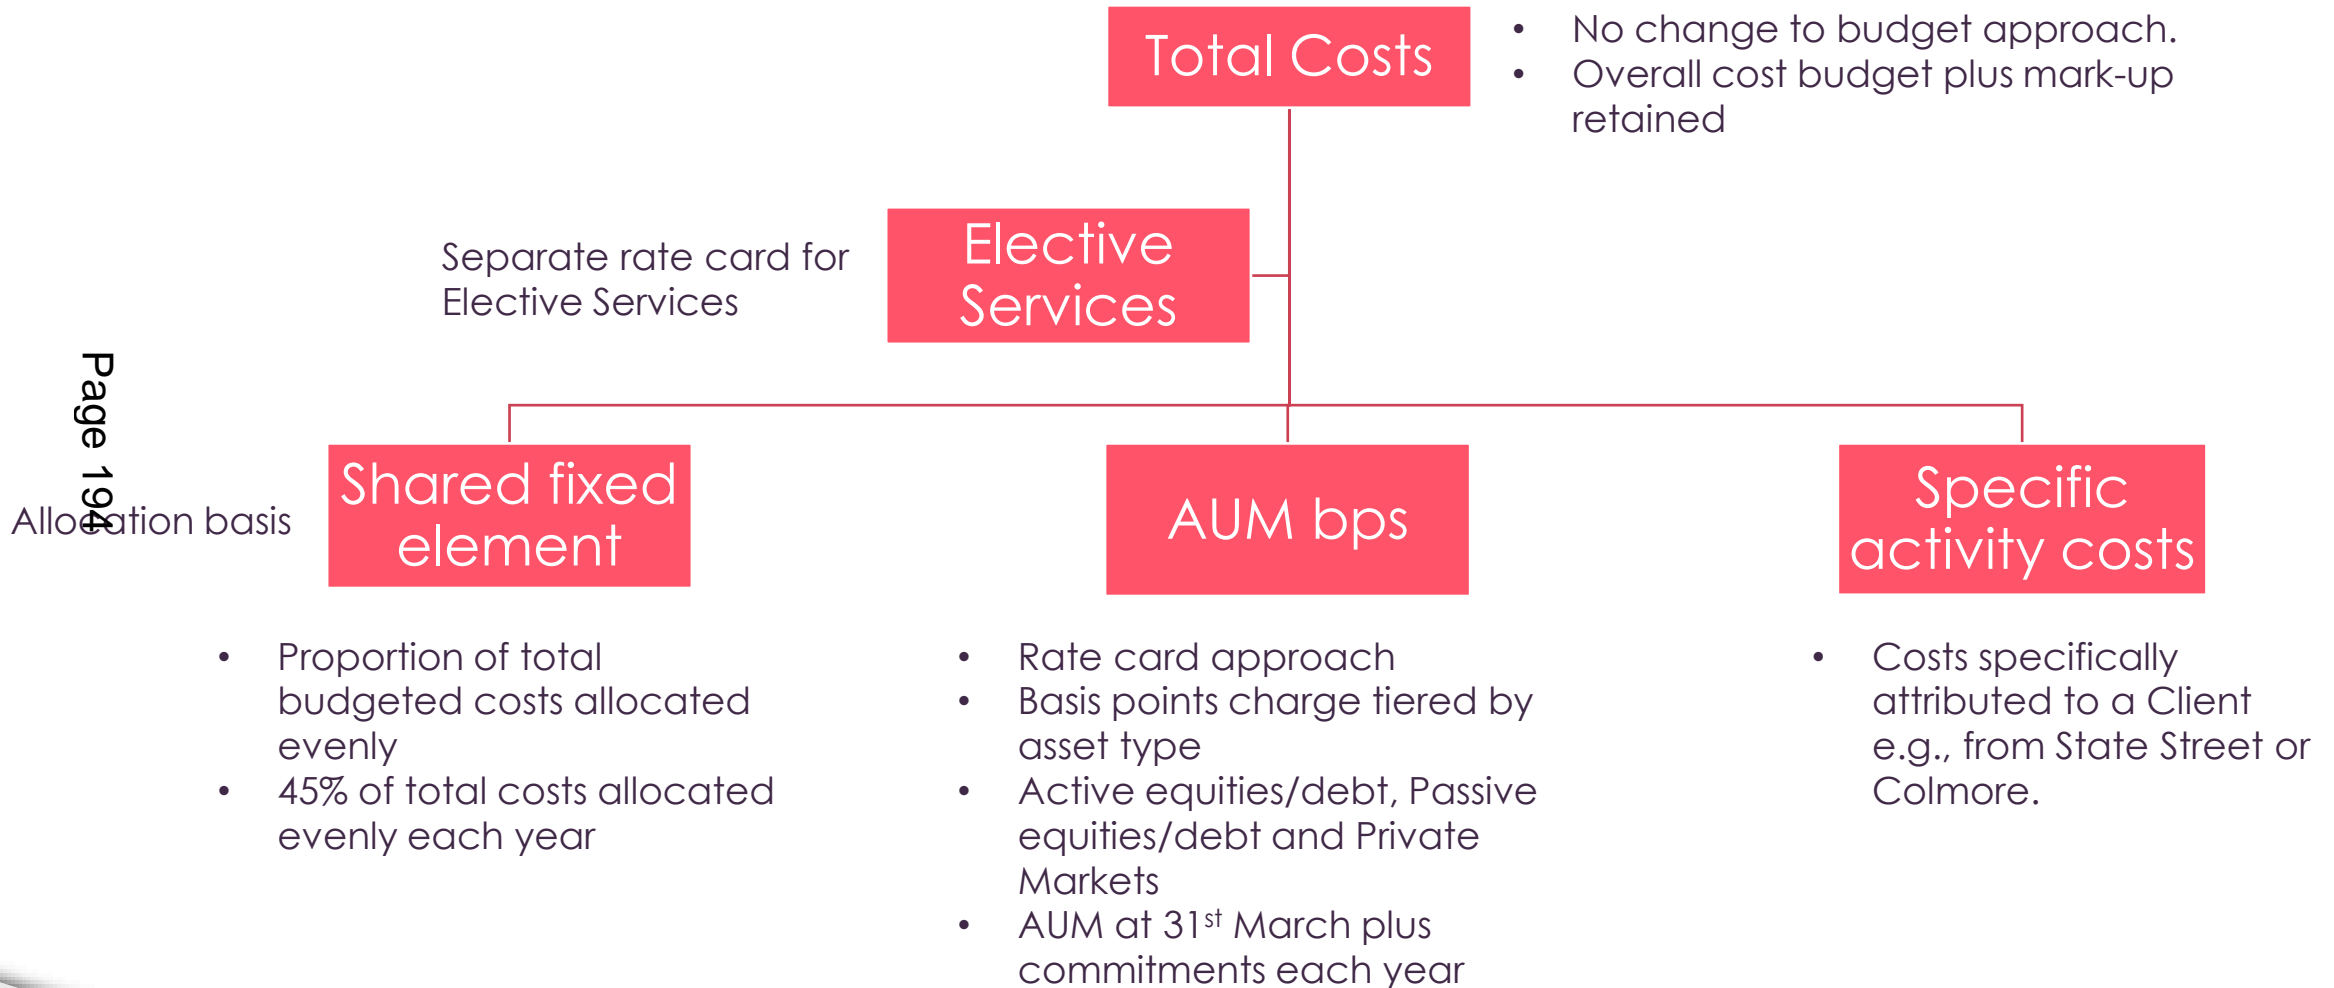 Total Costs
• No change to budget approach.
• Overall cost budget plus mark-up
retained
Separate rate card for
Elective Services
Elective
Services
Page 194
Allocation basis
Shared fixed
element
AUM bps
Specific
activity costs
• Proportion of total
budgeted costs allocated
evenly
• 45% of total costs allocated
evenly each year
• Rate card approach
• Basis points charge tiered by
asset type
• Active equities/debt, Passive
equities/debt and Private
Markets
• AUM at 31st March plus
commitments each year
• Costs specifically
attributed to a Client
e.g., from State Street or
Colmore.